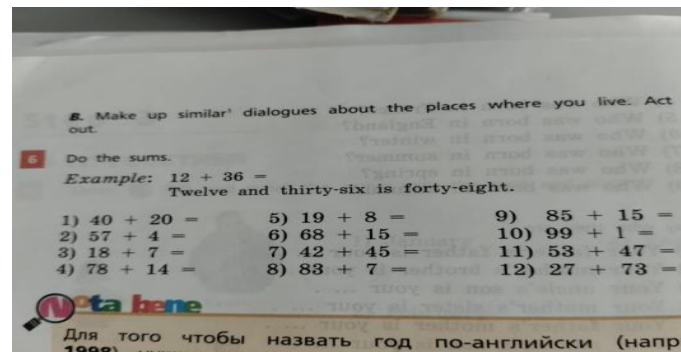 B. Make up similar¹ dialogues about the places where you live. Act
out.
6 Do the sums.
Example: 12 + 36 =
Twelve and thirty-six is forty-eight.
1) 40 + 20 = 5) 19 + 8 = 9) 85 + 15 =
2) 57 + 4 = 6) 68 + 15 = 10) 99 + 1 =
3) 18 + 7 = 7) 42 + 45 = 11) 53 + 47 =
4) 78 + 14 = 8) 83 + 7 = 12) 27 + 73 =
Nota bene
Для того чтобы назвать год по-английски (напр
1998)